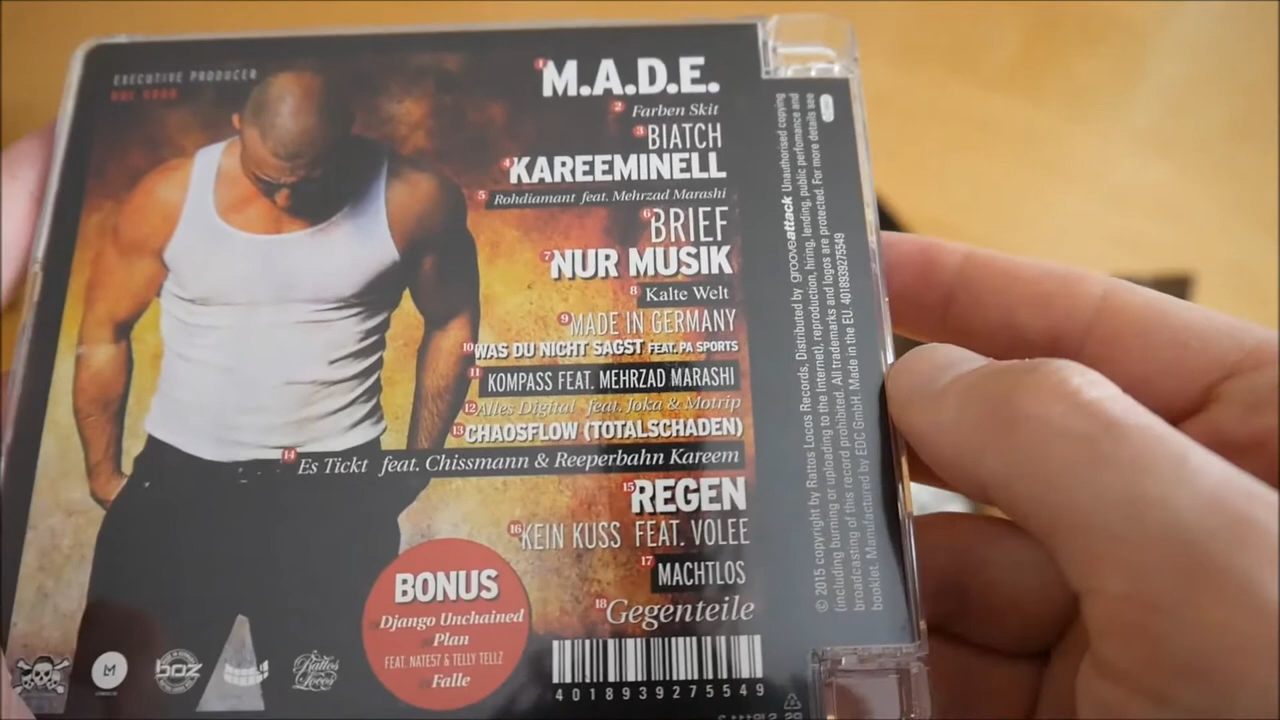 EXECUTIVE PRODUCER
1 M.A.D.E.
2 Farben Skit
3 BIATCH
4 KAREEMINELL
5 Rohdiamant feat. Mehrzad Marashi
6 BRIEF
7 NUR MUSIK
8 Kalte Welt
9 MADE IN GERMANY
10 WAS DU NICHT SAGST FEAT. PA SPORTS
11 KOMPASS FEAT. MEHRZAD MARASHI
12 Alles Digital feat. Joka & Motrip
13 CHAOSFLOW (TOTALSCHADEN)
14 Es Tickt feat. Chissmann & Reeperbahn Kareem
15 REGEN
16 KEIN KUSS FEAT. VOLEE
17 MACHTLOS
18 Gegenteile
BONUS
Django Unchained
Plan
FEAT. NATE57 & TELLY TELLZ
Falle
boz
Rattos
Locos
4018939275549
© 2015 copyright by Rattos Locos Records, Distributed by grooveattack Unauthorised copying
(including burning or uploading to the Internet), reproduction, hiring, lending, public perfomance and
broadcasting of this record prohibited. All trademarks and logos are protected. For more details see
booklet. Manufactured by EDC GmbH. Made in the EU. 4018939275549